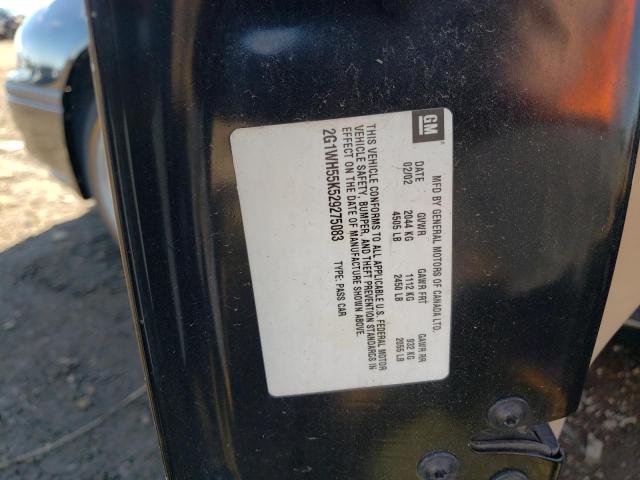 GM
MFD BY GENERAL MOTORS OF CANADA LTD.
DATE GVWR GAWR FRT GAWR RR
02/02 2044 KG 1112 KG 932 KG
4505 LB 2450 LB 2055 LB
THIS VEHICLE CONFORMS TO ALL APPLICABLE U.S. FEDERAL MOTOR
VEHICLE SAFETY, BUMPER, AND THEFT PREVENTION STANDARDS IN
EFFECT ON THE DATE OF MANUFACTURE SHOWN ABOVE.
2G1WH55K529275083 TYPE: PASS CAR